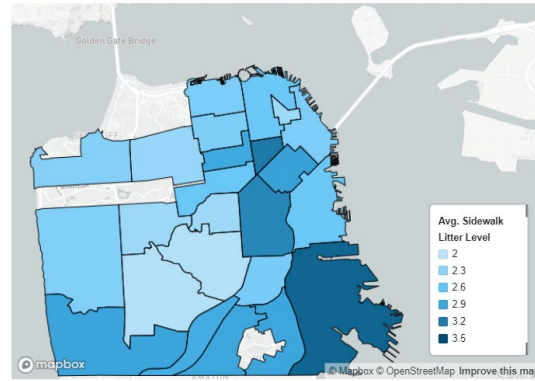 Golden Gate Bridge
Avg. Sidewalk
Litter Level
2
2.3
2.6
2.9
3.2
3.5
mapbox
© Mapbox © OpenStreetMap Improve this map